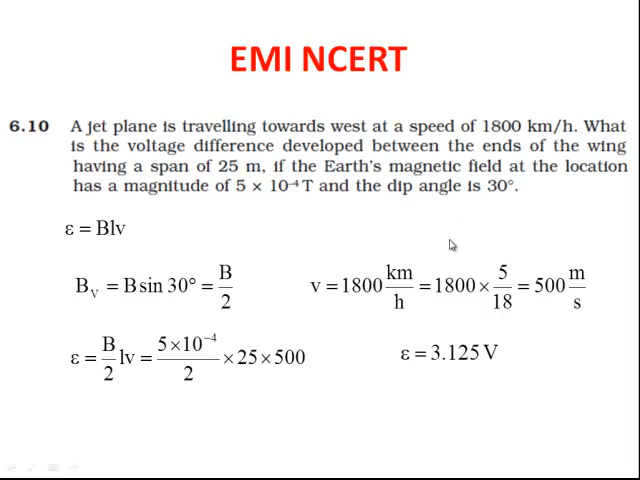 EMI NCERT
6.10 A jet plane is travelling towards west at a speed of 1800 km/h. What
is the voltage difference developed between the ends of the wing
having a span of 25 m, if the Earth's magnetic field at the location
has a magnitude of 5 × 10⁻⁴ T and the dip angle is 30°.
ε = Blv
B_V = B sin 30° = B/2
v = 1800 km/h = 1800 × 5/18 = 500 m/s
ε = B/2 lv = 5×10⁻⁴/2 × 25 × 500
ε = 3.125 V